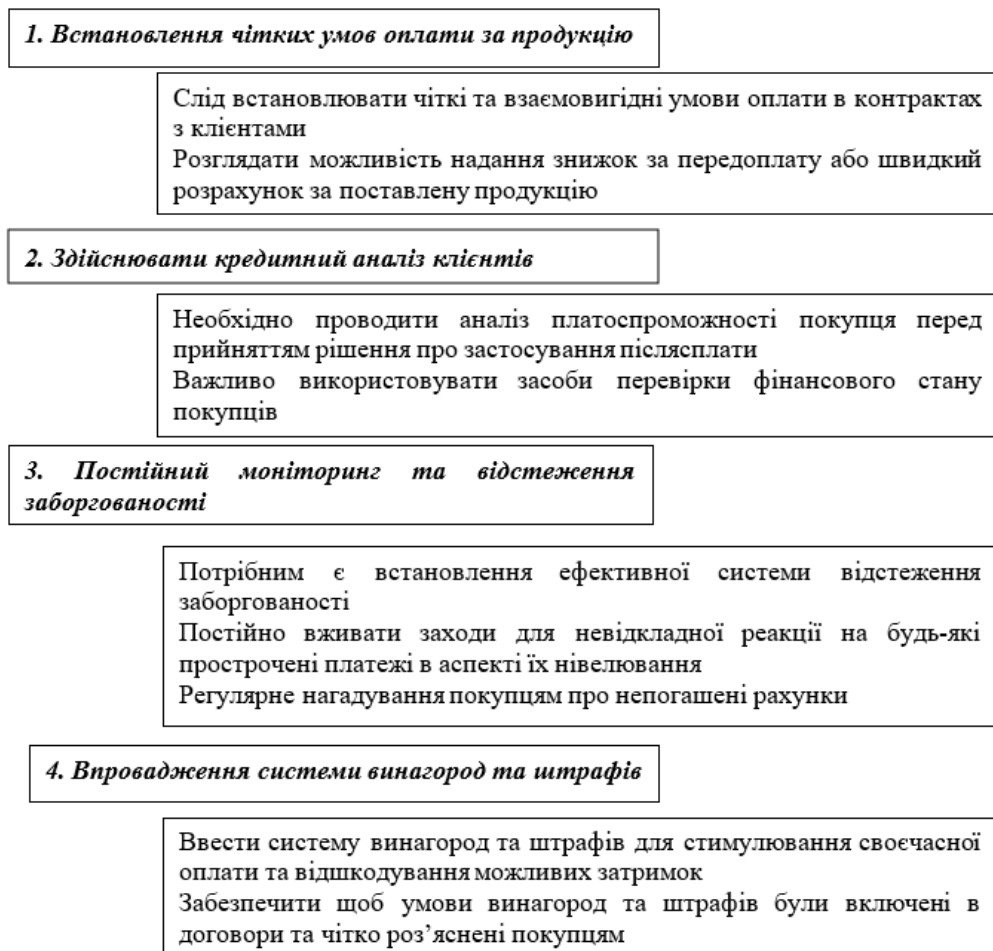 1. Встановлення чітких умов оплати за продукцію
Слід встановлювати чіткі та взаємовигідні умови оплати в контрактах
з клієнтами
Розглядати можливість надання знижок за передоплату або швидкий
розрахунок за поставлену продукцію
2. Здійснювати кредитний аналіз клієнтів
Необхідно проводити аналіз платоспроможності покупця перед
прийняттям рішення про застосування післясплати
Важливо використовувати засоби перевірки фінансового стану
покупців
3. Постійний моніторинг та відстеження
заборгованості
Потрібним є встановлення ефективної системи відстеження
заборгованості
Постійно вживати заходи для невідкладної реакції на будь-які
прострочені платежі в аспекті їх нівелювання
Регулярне нагадування покупцям про непогашені рахунки
4. Впровадження системи винагород та штрафів
Ввести систему винагород та штрафів для стимулювання своєчасної
оплати та відшкодування можливих затримок
Забезпечити щоб умови винагород та штрафів були включені в
договори та чітко роз’яснені покупцям